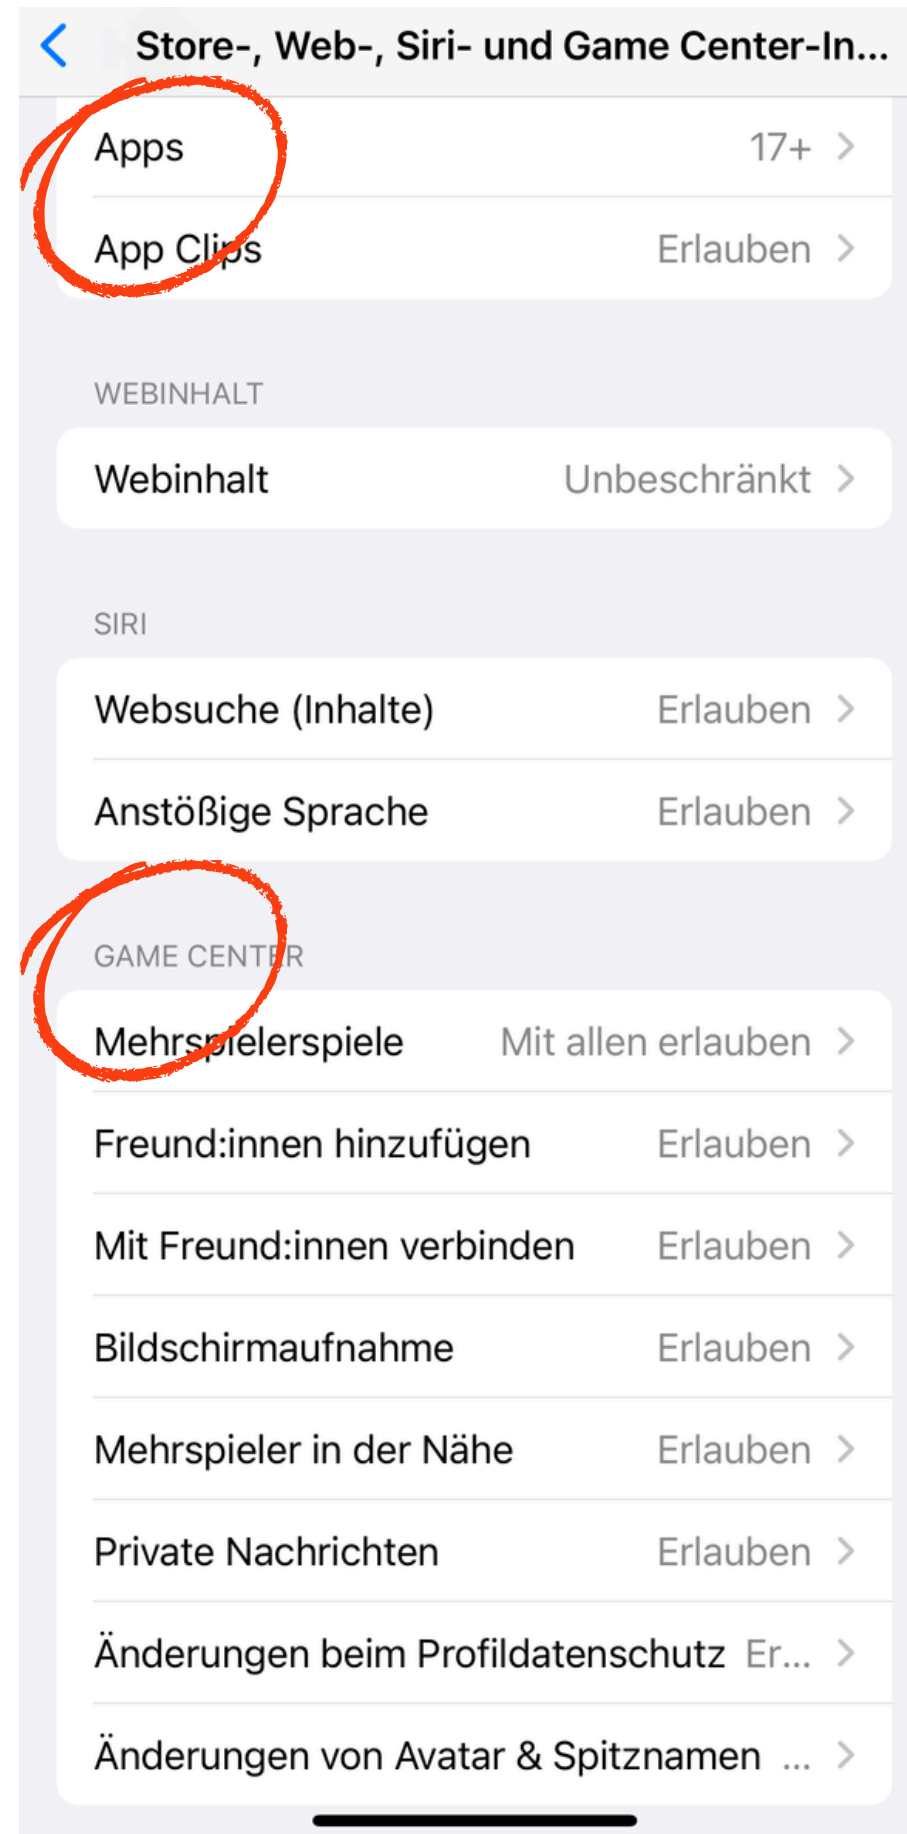 Store-, Web-, Siri- und Game Center-In...
Apps 17+
App Clips Erlauben
WEBINHALT
Webinhalt Unbeschränkt
SIRI
Websuche (Inhalte) Erlauben
Anstößige Sprache Erlauben
GAME CENTER
Mehrspielerspiele Mit allen erlauben
Freund:innen hinzufügen Erlauben
Mit Freund:innen verbinden Erlauben
Bildschirmaufnahme Erlauben
Mehrspieler in der Nähe Erlauben
Private Nachrichten Erlauben
Änderungen beim Profildatenschutz Er...
Änderungen von Avatar & Spitznamen ...